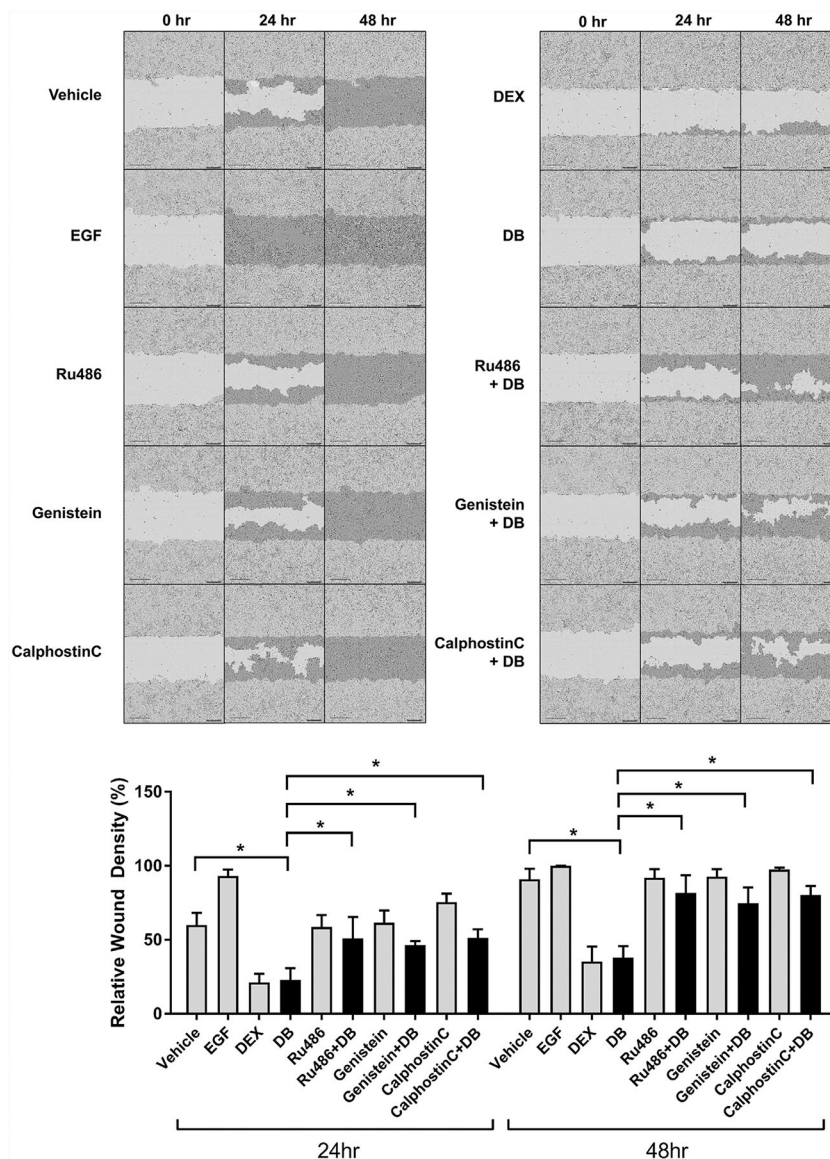 0 hr 24 hr 48 hr
Vehicle
EGF
Ru486
Genistein
CalphostinC
0 hr 24 hr 48 hr
DEX
DB
Ru486
+ DB
Genistein
+ DB
CalphostinC
+ DB
Relative Wound Density (%)
150
100
50
0
* * * *
* * * *
Vehicle
EGF
DEX
DB
Ru486
Ru486+DB
Genistein
Genistein+DB
CalphostinC
CalphostinC+DB
Vehicle
EGF
DEX
DB
Ru486
Ru486+DB
Genistein
Genistein+DB
CalphostinC
CalphostinC+DB
24hr
48hr